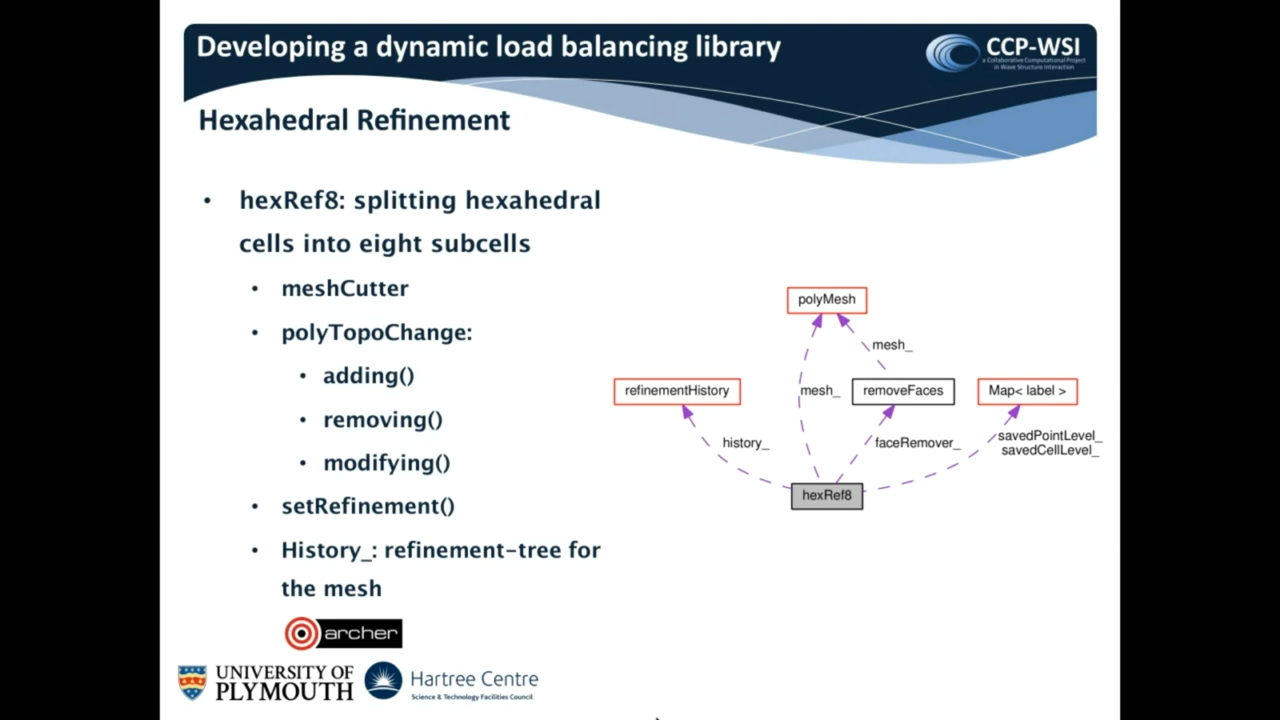 Developing a dynamic load balancing library
CCP-WSI
a Collaborative Computational Project
in Wave Structure Interaction
Hexahedral Refinement
• hexRef8: splitting hexahedral
cells into eight subcells
• meshCutter
• polyTopoChange:
• adding()
• removing()
• modifying()
• setRefinement()
• History_: refinement-tree for
the mesh
polyMesh
mesh_
refinementHistory
mesh_
removeFaces
Map< label >
history_
faceRemover_
savedPointLevel_
savedCellLevel_
hexRef8
archer
UNIVERSITY OF
PLYMOUTH
Hartree Centre
Science & Technology Facilities Council